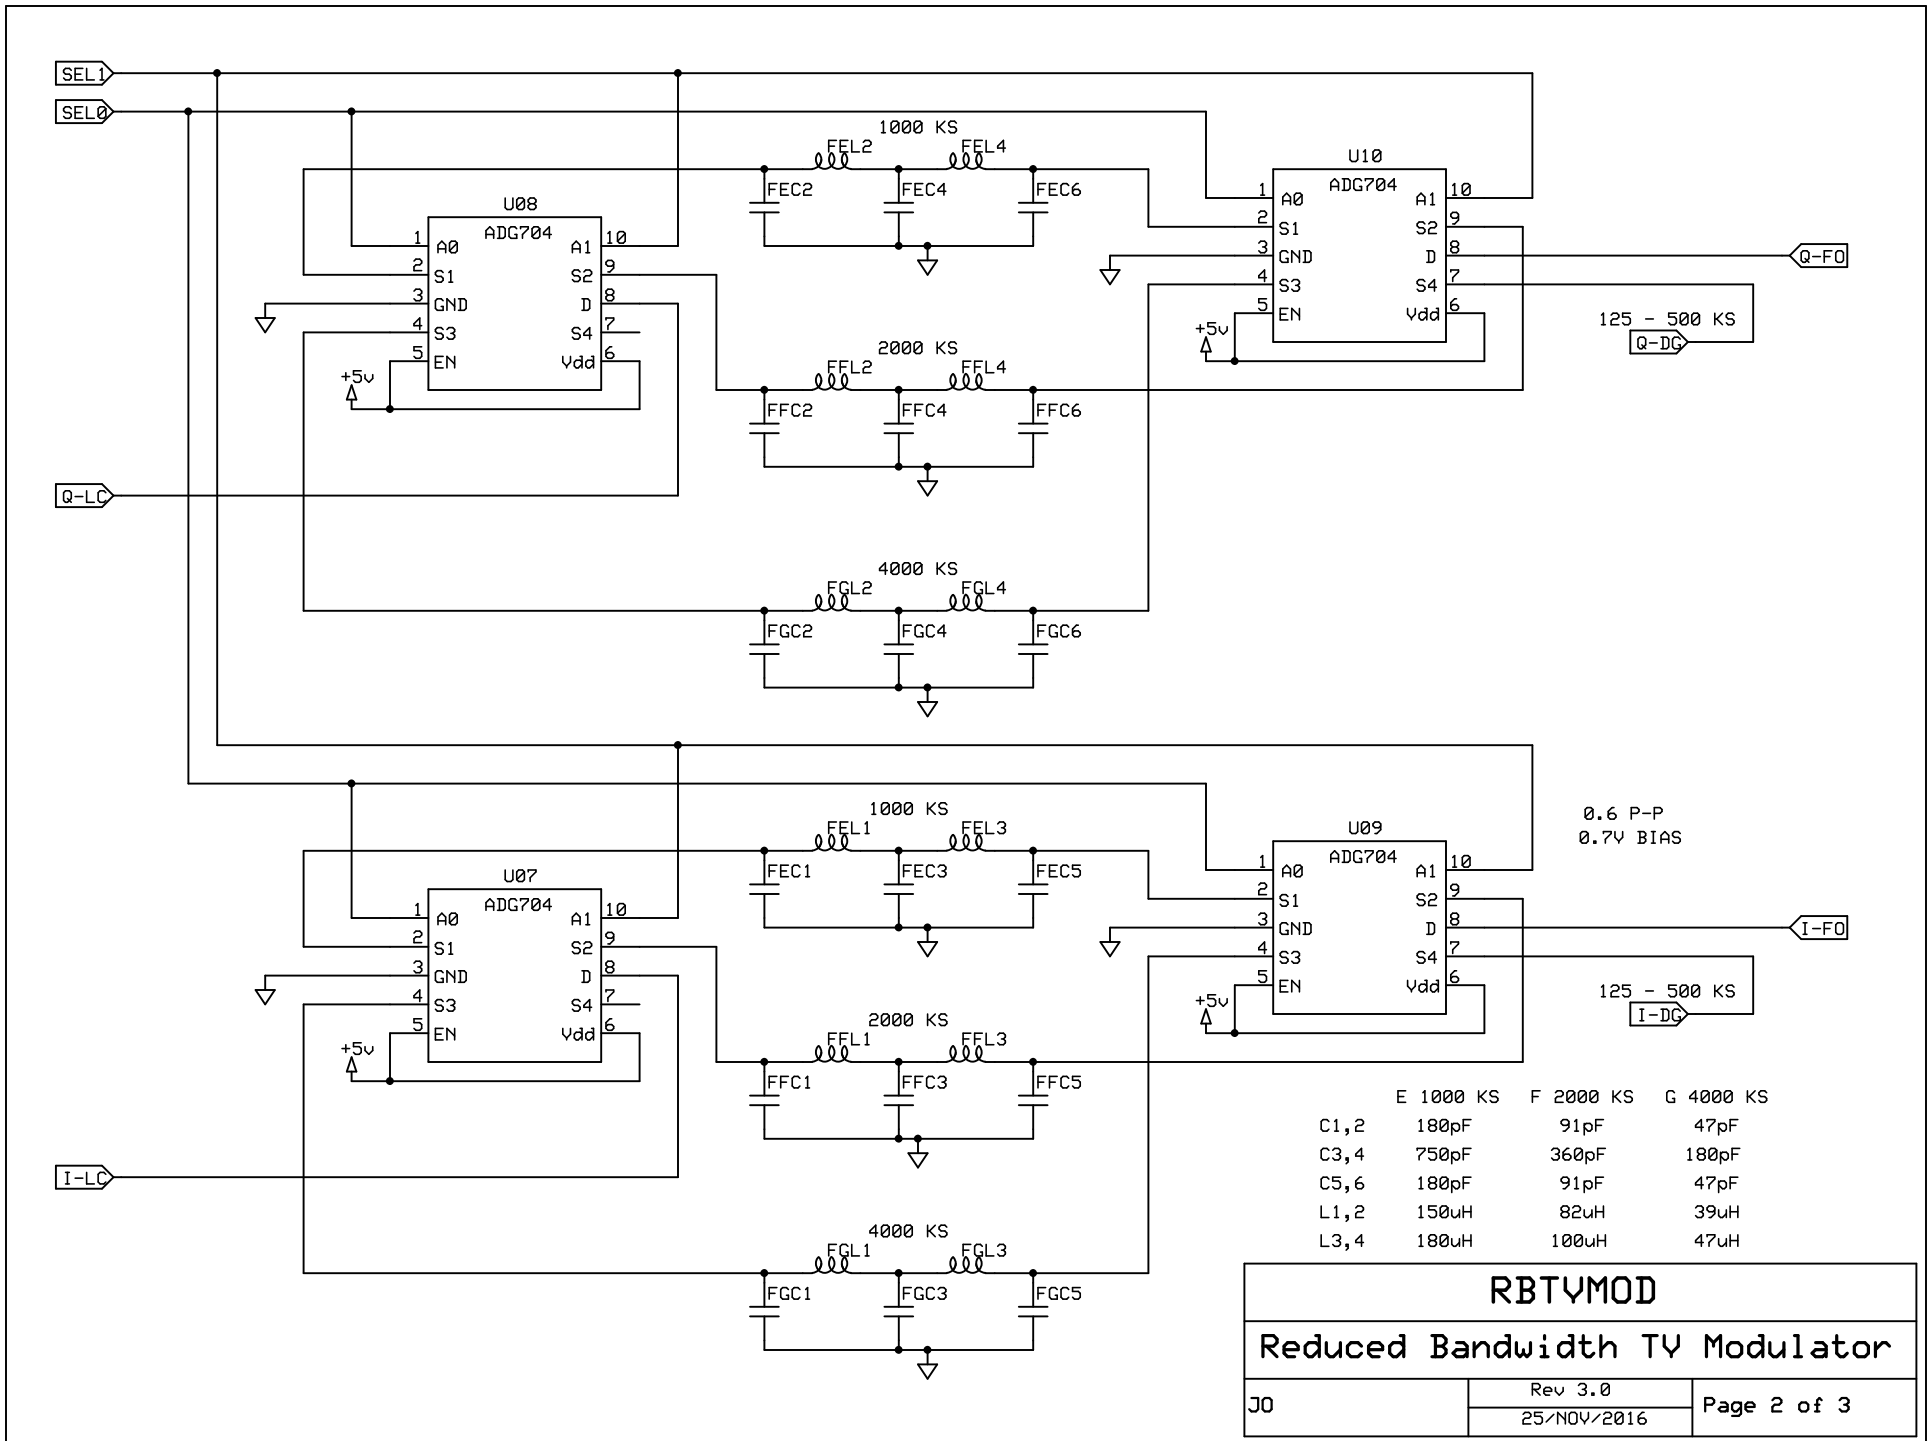 SEL1
SEL0
1000 KS
FEL2 FEL4
FEC2 FEC4 FEC6
U08
ADG704
1 A0 A1 10
2 S1 S2 9
3 GND D 8
4 S3 S4 7
5 EN Vdd 6
+5v
U10
ADG704
1 A0 A1 10
2 S1 S2 9
3 GND D 8
4 S3 S4 7
5 EN Vdd 6
+5v
Q-FO
125 - 500 KS
Q-DG
2000 KS
FFL2 FFL4
FFC2 FFC4 FFC6
Q-LC
4000 KS
FGL2 FGL4
FGC2 FGC4 FGC6
1000 KS
FEL1 FEL3
FEC1 FEC3 FEC5
U07
ADG704
1 A0 A1 10
2 S1 S2 9
3 GND D 8
4 S3 S4 7
5 EN Vdd 6
+5v
U09
ADG704
1 A0 A1 10
2 S1 S2 9
3 GND D 8
4 S3 S4 7
5 EN Vdd 6
+5v
0.6 P-P
0.7V BIAS
I-FO
125 - 500 KS
I-DG
2000 KS
FFL1 FFL3
FFC1 FFC3 FFC5
I-LC
4000 KS
FGL1 FGL3
FGC1 FGC3 FGC5
E 1000 KS F 2000 KS G 4000 KS
C1,2 180pF 91pF 47pF
C3,4 750pF 360pF 180pF
C5,6 180pF 91pF 47pF
L1,2 150uH 82uH 39uH
L3,4 180uH 100uH 47uH
RBTVMOD
Reduced Bandwidth TV Modulator
JO
Rev 3.0
25/NOV/2016
Page 2 of 3